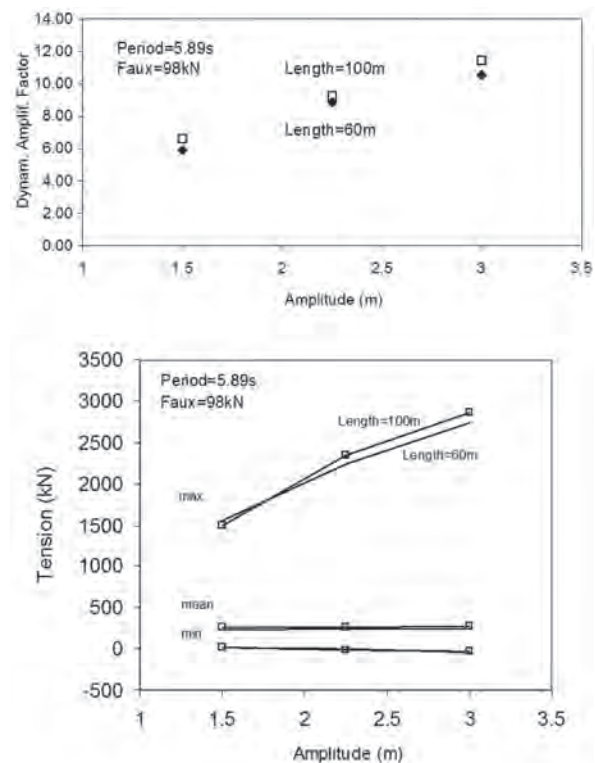 14.00
12.00
10.00
8.00
6.00
4.00
2.00
0.00
Dynam. Amplif. Factor
Period=5.89s
Faux=98kN
Length=100m
Length=60m
1 1.5 2 2.5 3 3.5
Amplitude (m)
3500
3000
2500
2000
1500
1000
500
0
-500
Tension (kN)
Period=5.89s
Faux=98kN
Length=100m
Length=60m
max
mean
min
1 1.5 2 2.5 3 3.5
Amplitude (m)